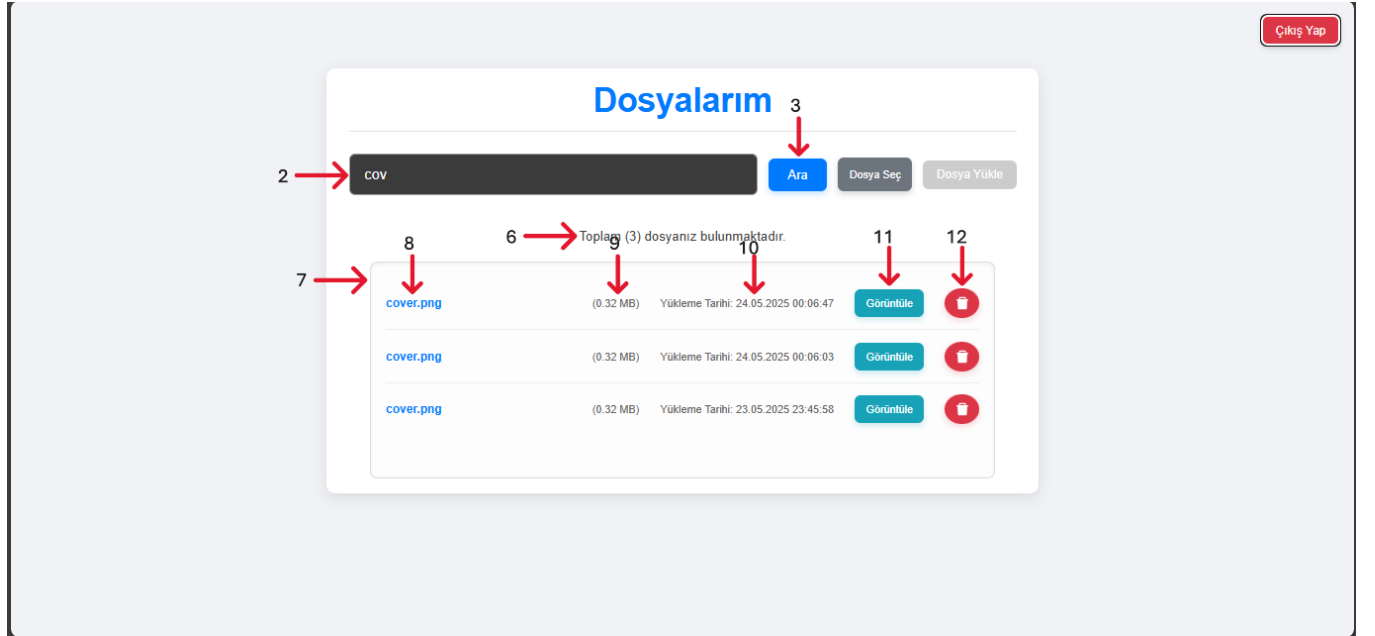 Çıkış Yap
Dosyalarım
3
2
cov
Ara
Dosya Seç
Dosya Yükle
6
Toplam (3) dosyanız bulunmaktadır.
8
9
10
11
12
7
cover.png (0.32 MB) Yükleme Tarihi: 24.05.2025 00:06:47 Görüntüle
cover.png (0.32 MB) Yükleme Tarihi: 24.05.2025 00:06:03 Görüntüle
cover.png (0.32 MB) Yükleme Tarihi: 23.05.2025 23:45:58 Görüntüle